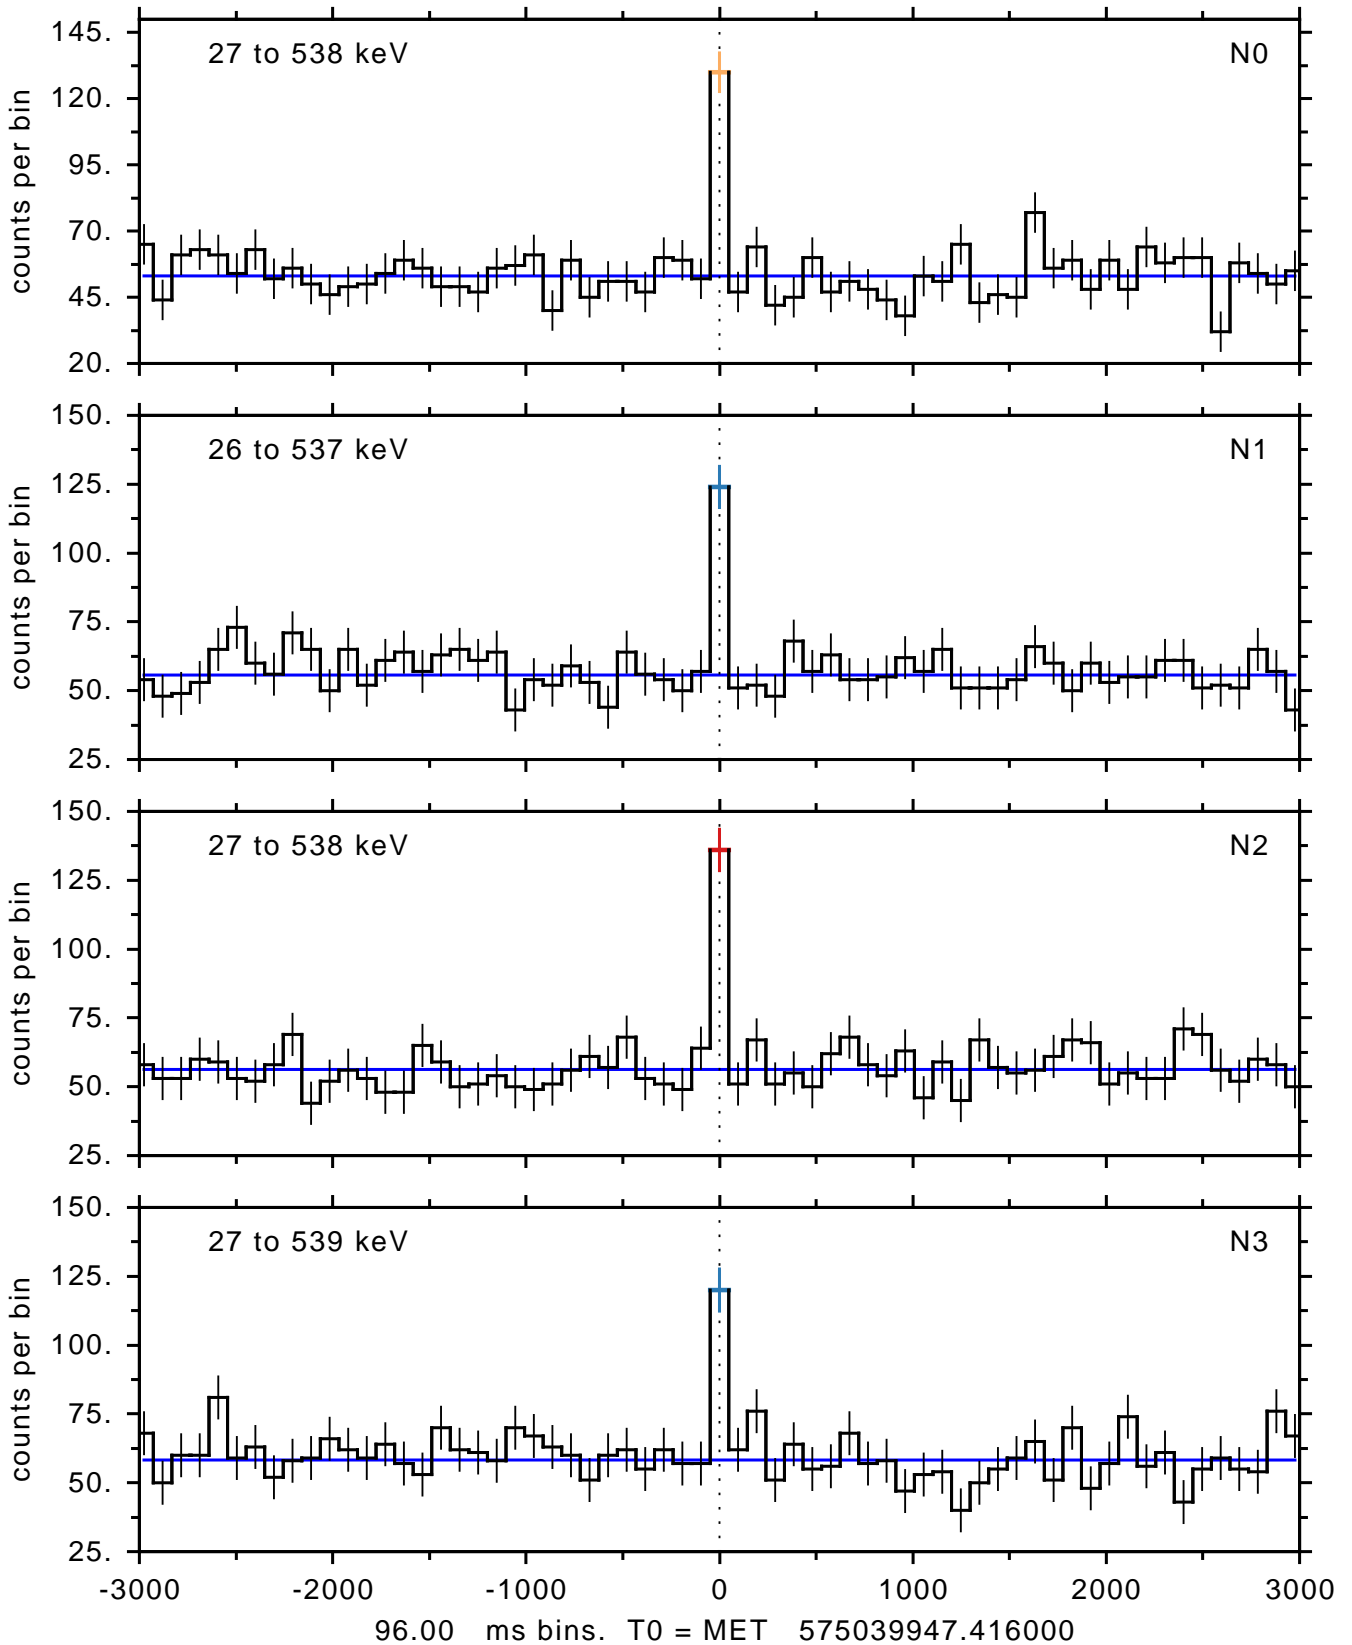 145.
120.
95.
70.
45.
20.
counts per bin
27 to 538 keV
N0
150.
125.
100.
75.
50.
25.
counts per bin
26 to 537 keV
N1
150.
125.
100.
75.
50.
25.
counts per bin
27 to 538 keV
N2
150.
125.
100.
75.
50.
25.
counts per bin
27 to 539 keV
N3
-3000 -2000 -1000 0 1000 2000 3000
96.00 ms bins. T0 = MET 575039947.416000